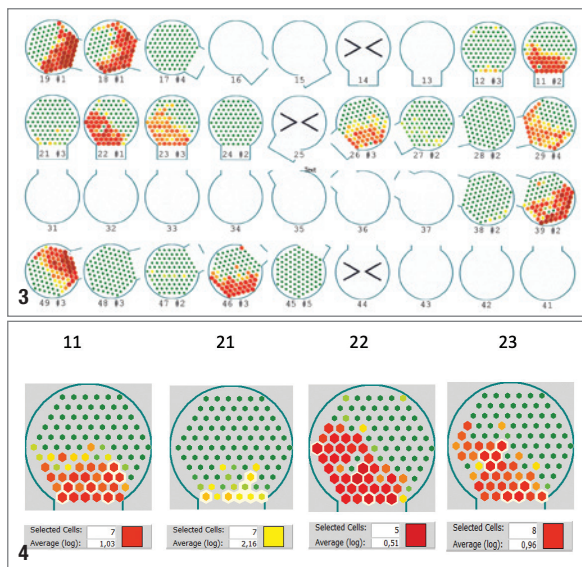 19 #1 18 #1 17 #4 16 15 14 13 12 #3 11 #2
21 #3 22 #1 23 #3 24 #2 25 26 #3 27 #2 28 #2 29 #4
31 32 33 34 35 36 37 38 #2 39 #2
49 #3 48 #3 47 #2 46 #3 45 #5 44 43 42 41
3
11 21 22 23
Selected Cells: 7 Selected Cells: 7 Selected Cells: 5 Selected Cells: 8
Average (log): 1,03 Average (log): 2,16 Average (log): 0,51 Average (log): 0,96
4